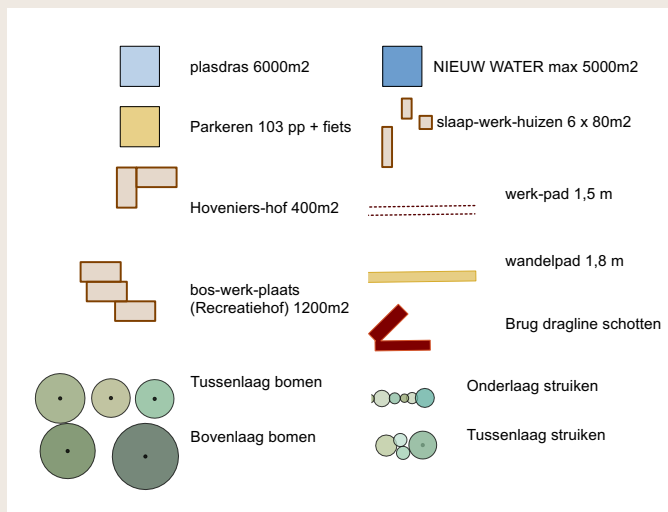 plasdras 6000m2
NIEUW WATER max 5000m2
Parkeren 103 pp + fiets
slaap-werk-huizen 6 x 80m2
Hoveniers-hof 400m2
werk-pad 1,5 m
wandelpad 1,8 m
bos-werk-plaats
(Recreatiehof) 1200m2
Brug dragline schotten
Tussenlaag bomen
Onderlaag struiken
Bovenlaag bomen
Tussenlaag struiken